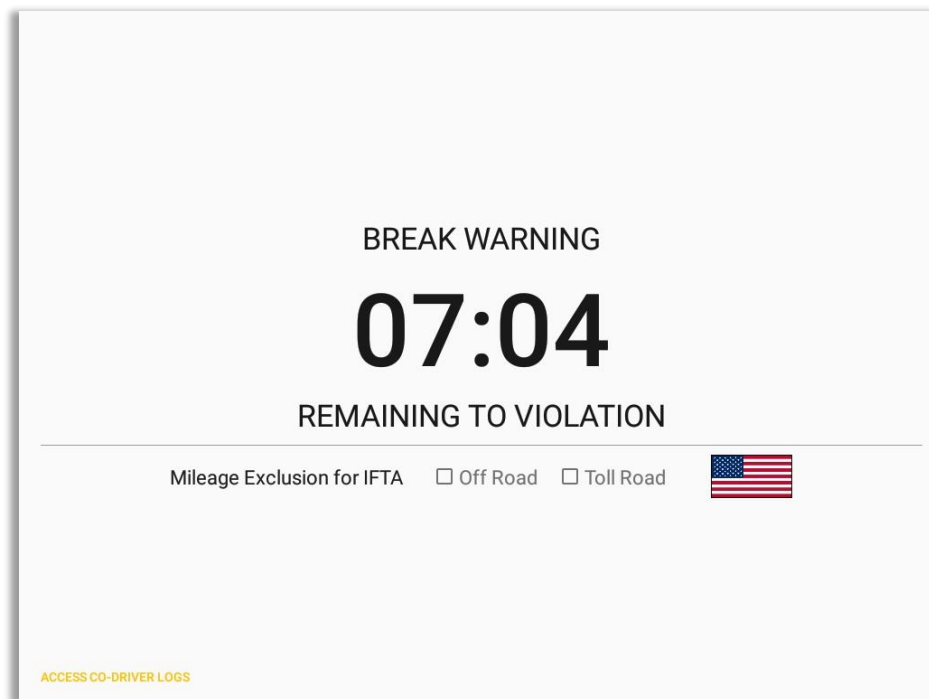 BREAK WARNING
07:04
REMAINING TO VIOLATION
Mileage Exclusion for IFTA Off Road Toll Road
ACCESS CO-DRIVER LOGS